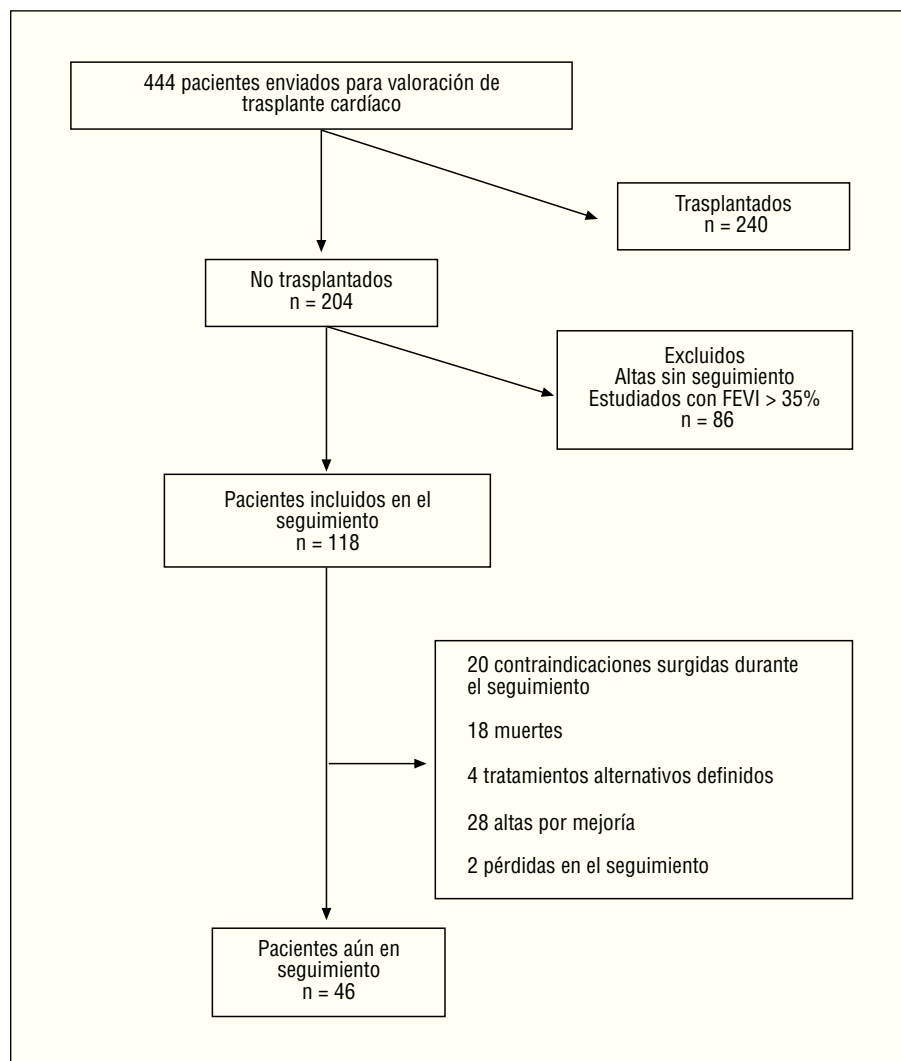 444 pacientes enviados para valoración de
trasplante cardíaco
Trasplantados
n = 240
No trasplantados
n = 204
Excluidos
Altas sin seguimiento
Estudiados con FEVI > 35%
n = 86
Pacientes incluidos en el
seguimiento
n = 118
20 contraindicaciones surgidas durante
el seguimiento
18 muertes
4 tratamientos alternativos definidos
28 altas por mejoría
2 pérdidas en el seguimiento
Pacientes aún en
seguimiento
n = 46